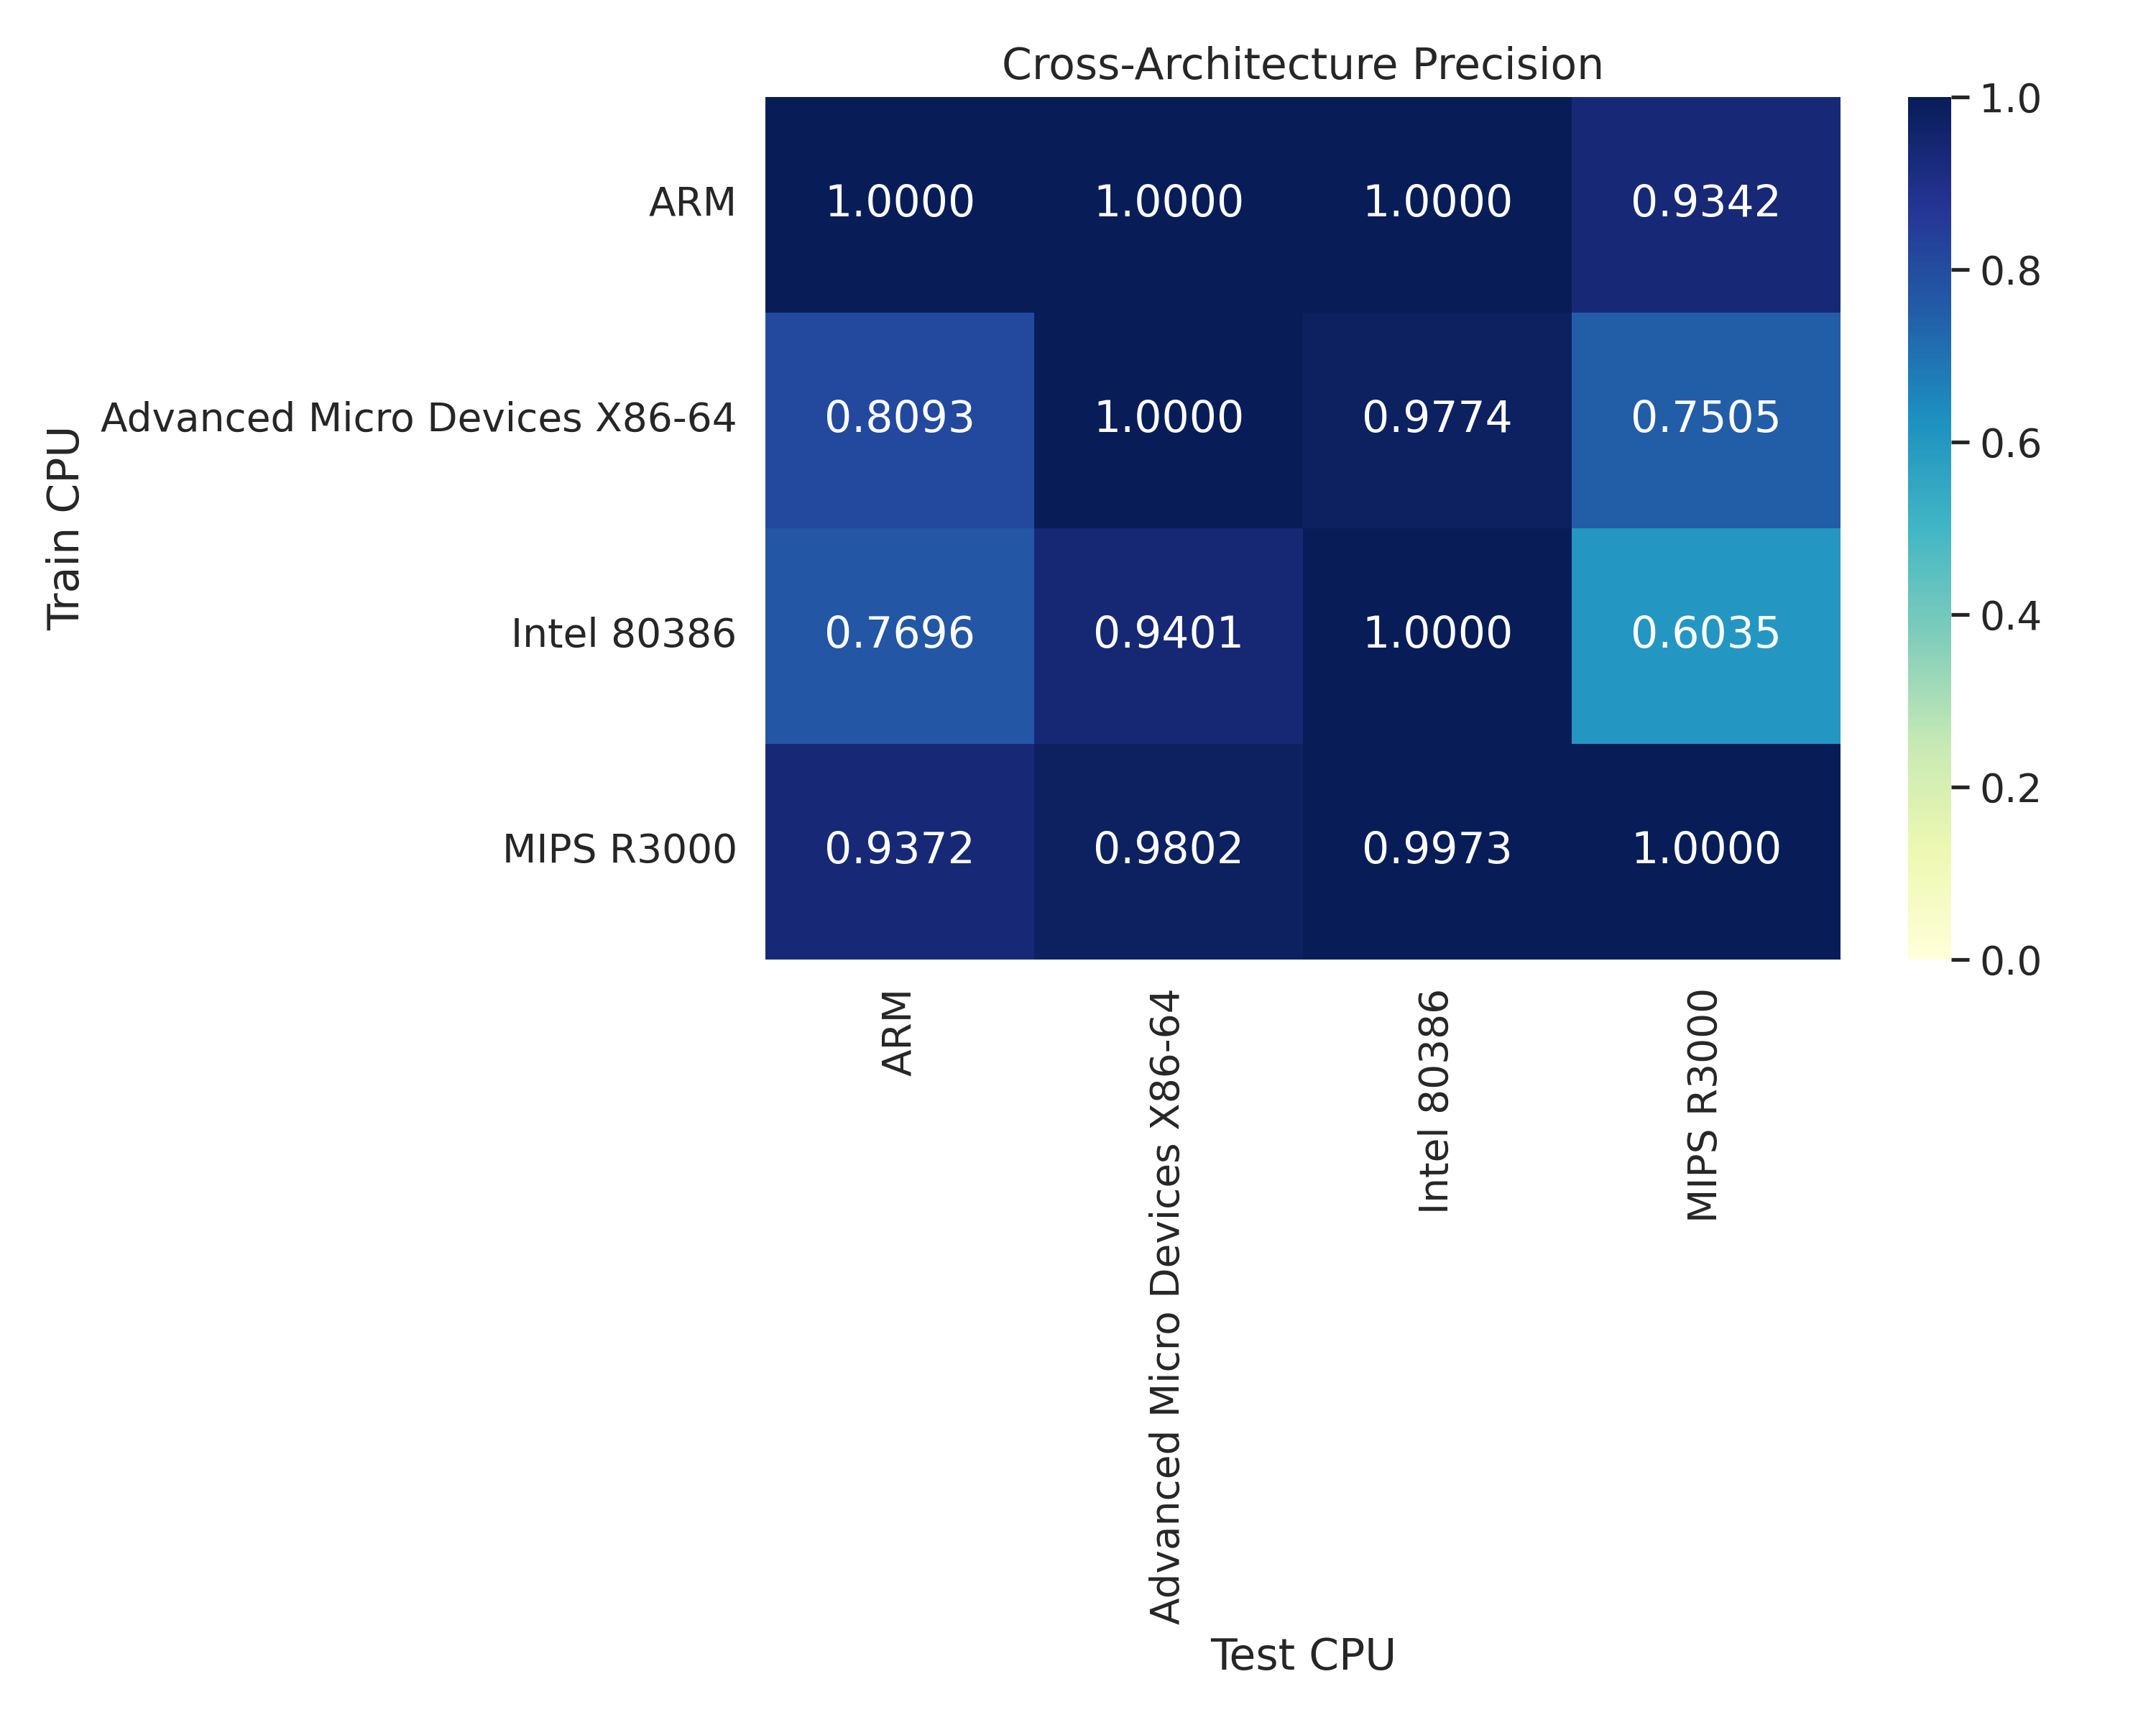 Cross-Architecture Precision
Train CPU
ARM
1.0000 1.0000 1.0000 0.9342
Advanced Micro Devices X86-64
0.8093 1.0000 0.9774 0.7505
Intel 80386
0.7696 0.9401 1.0000 0.6035
MIPS R3000
0.9372 0.9802 0.9973 1.0000
ARM
Advanced Micro Devices X86-64
Intel 80386
MIPS R3000
Test CPU
1.0
0.8
0.6
0.4
0.2
0.0